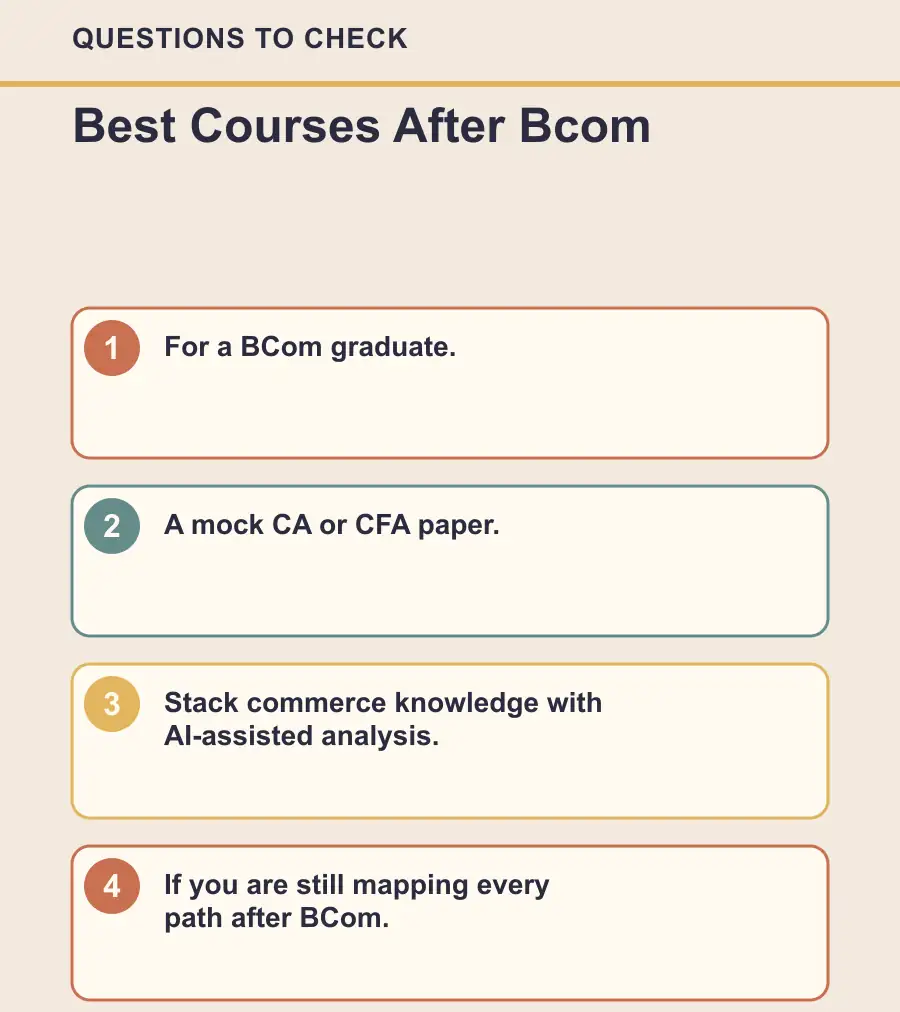 QUESTIONS TO CHECK
Best Courses After Bcom
1
For a BCom graduate.
2
A mock CA or CFA paper.
3
Stack commerce knowledge with
AI-assisted analysis.
4
If you are still mapping every
path after BCom.